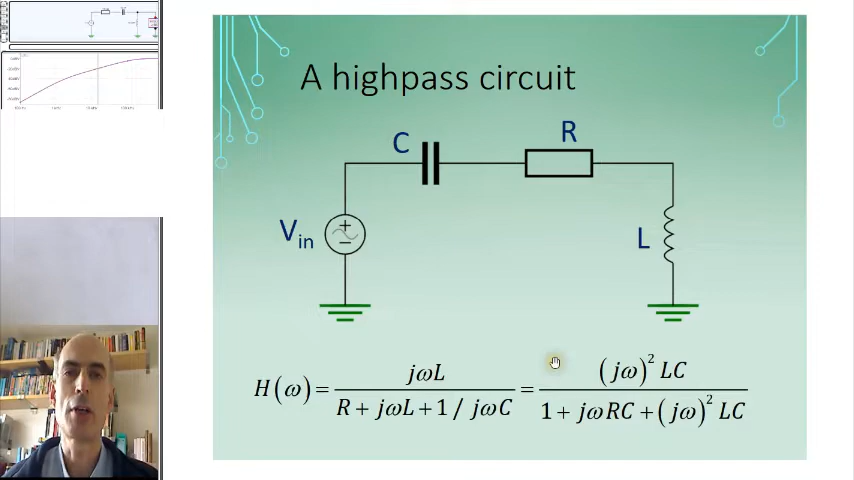 A highpass circuit
C
R
V_in
L
+
−
H(ω) = jωL / (R + jωL + 1 / jωC) = (jω)² LC / (1 + jωRC + (jω)² LC)